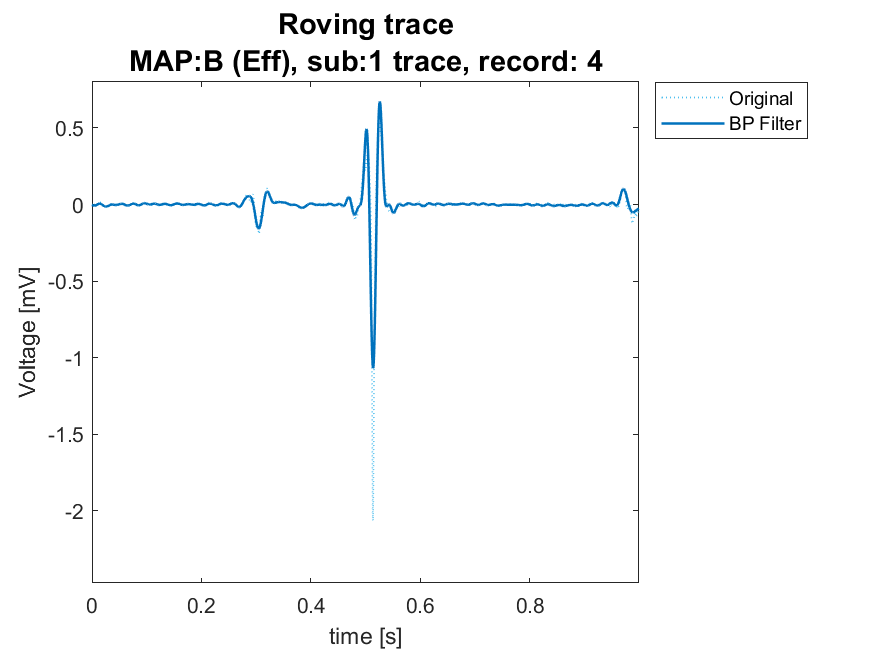 Roving trace
MAP:B (Eff), sub:1 trace, record: 4
Original
BP Filter
0.5
0
-0.5
-1
-1.5
-2
Voltage [mV]
0 0.2 0.4 0.6 0.8
time [s]